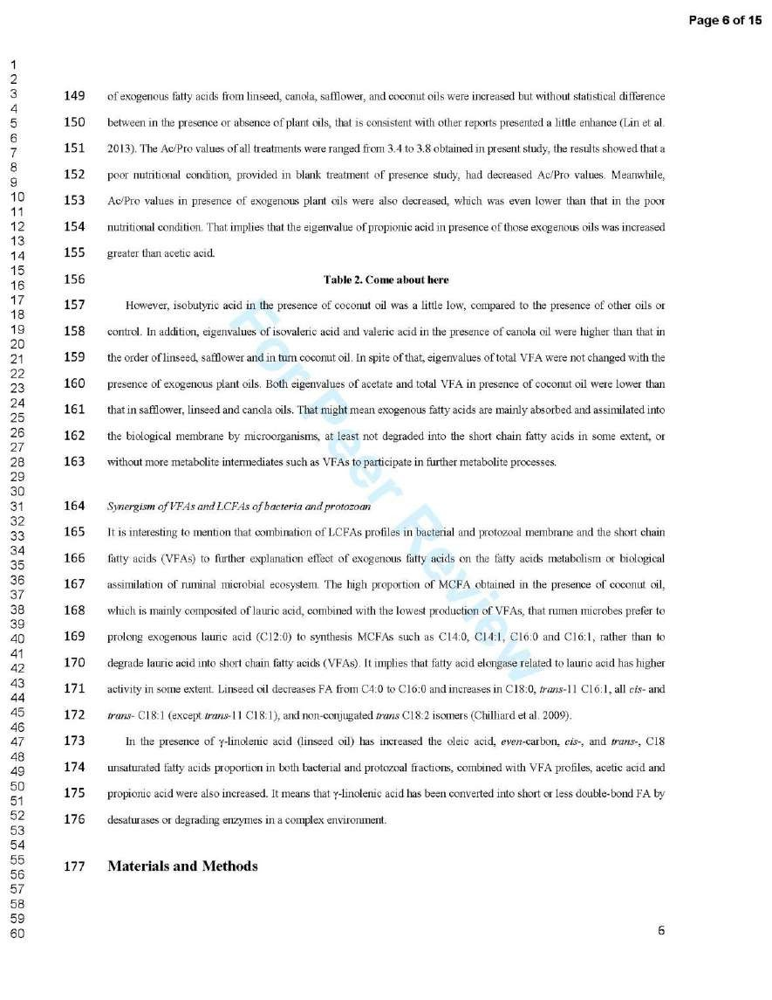 Page 6 of 15
1
2
3
4
5
6
7
8
9
10
11
12
13
14
15
16
17
18
19
20
21
22
23
24
25
26
27
28
29
30
31
32
33
34
35
36
37
38
39
40
41
42
43
44
45
46
47
48
49
50
51
52
53
54
55
56
57
58
59
60
149 of exogenous fatty acids from linseed, canola, safflower, and coconut oils were increased but without statistical difference
150 between in the presence or absence of plant oils, that is consistent with other reports presented a little enhance (Lin et al.
151 2013). The Ac/Pro values of all treatments were ranged from 3.4 to 3.8 obtained in present study, the results showed that a
152 poor nutritional condition, provided in blank treatment of presence study, had decreased Ac/Pro values. Meanwhile,
153 Ac/Pro values in presence of exogenous plant oils were also decreased, which was even lower than that in the poor
154 nutritional condition. That implies that the eigenvalue of propionic acid in presence of those exogenous oils was increased
155 greater than acetic acid.
156 Table 2. Come about here
157 However, isobutyric acid in the presence of coconut oil was a little low, compared to the presence of other oils or
158 control. In addition, eigenvalues of isovaleric acid and valeric acid in the presence of canola oil were higher than that in
159 the order of linseed, safflower and in turn coconut oil. In spite of that, eigenvalues of total VFA were not changed with the
160 presence of exogenous plant oils. Both eigenvalues of acetate and total VFA in presence of coconut oil were lower than
161 that in safflower, linseed and canola oils. That might mean exogenous fatty acids are mainly absorbed and assimilated into
162 the biological membrane by microorganisms, at least not degraded into the short chain fatty acids in some extent, or
163 without more metabolite intermediates such as VFAs to participate in further metabolite processes.
164 Synergism of VFAs and LCFAs of bacteria and protozoan
165 It is interesting to mention that combination of LCFAs profiles in bacterial and protozoal membrane and the short chain
166 fatty acids (VFAs) to further explanation effect of exogenous fatty acids on the fatty acids metabolism or biological
167 assimilation of ruminal microbial ecosystem. The high proportion of MCFA obtained in the presence of coconut oil,
168 which is mainly composited of lauric acid, combined with the lowest production of VFAs, that rumen microbes prefer to
169 prolong exogenous lauric acid (C12:0) to synthesis MCFAs such as C14:0, C14:1, C16:0 and C16:1, rather than to
170 degrade lauric acid into short chain fatty acids (VFAs). It implies that fatty acid elongase related to lauric acid has higher
171 activity in some extent. Linseed oil decreases FA from C4:0 to C16:0 and increases in C18:0, trans-11 C16:1, all cis- and
172 trans- C18:1 (except trans-11 C18:1), and non-conjugated trans C18:2 isomers (Chilliard et al. 2009).
173 In the presence of γ-linolenic acid (linseed oil) has increased the oleic acid, even-carbon, cis-, and trans-, C18
174 unsaturated fatty acids proportion in both bacterial and protozoal fractions, combined with VFA profiles, acetic acid and
175 propionic acid were also increased. It means that γ-linolenic acid has been converted into short or less double-bond FA by
176 desaturases or degrading enzymes in a complex environment.
177 Materials and Methods
For Peer Review
6